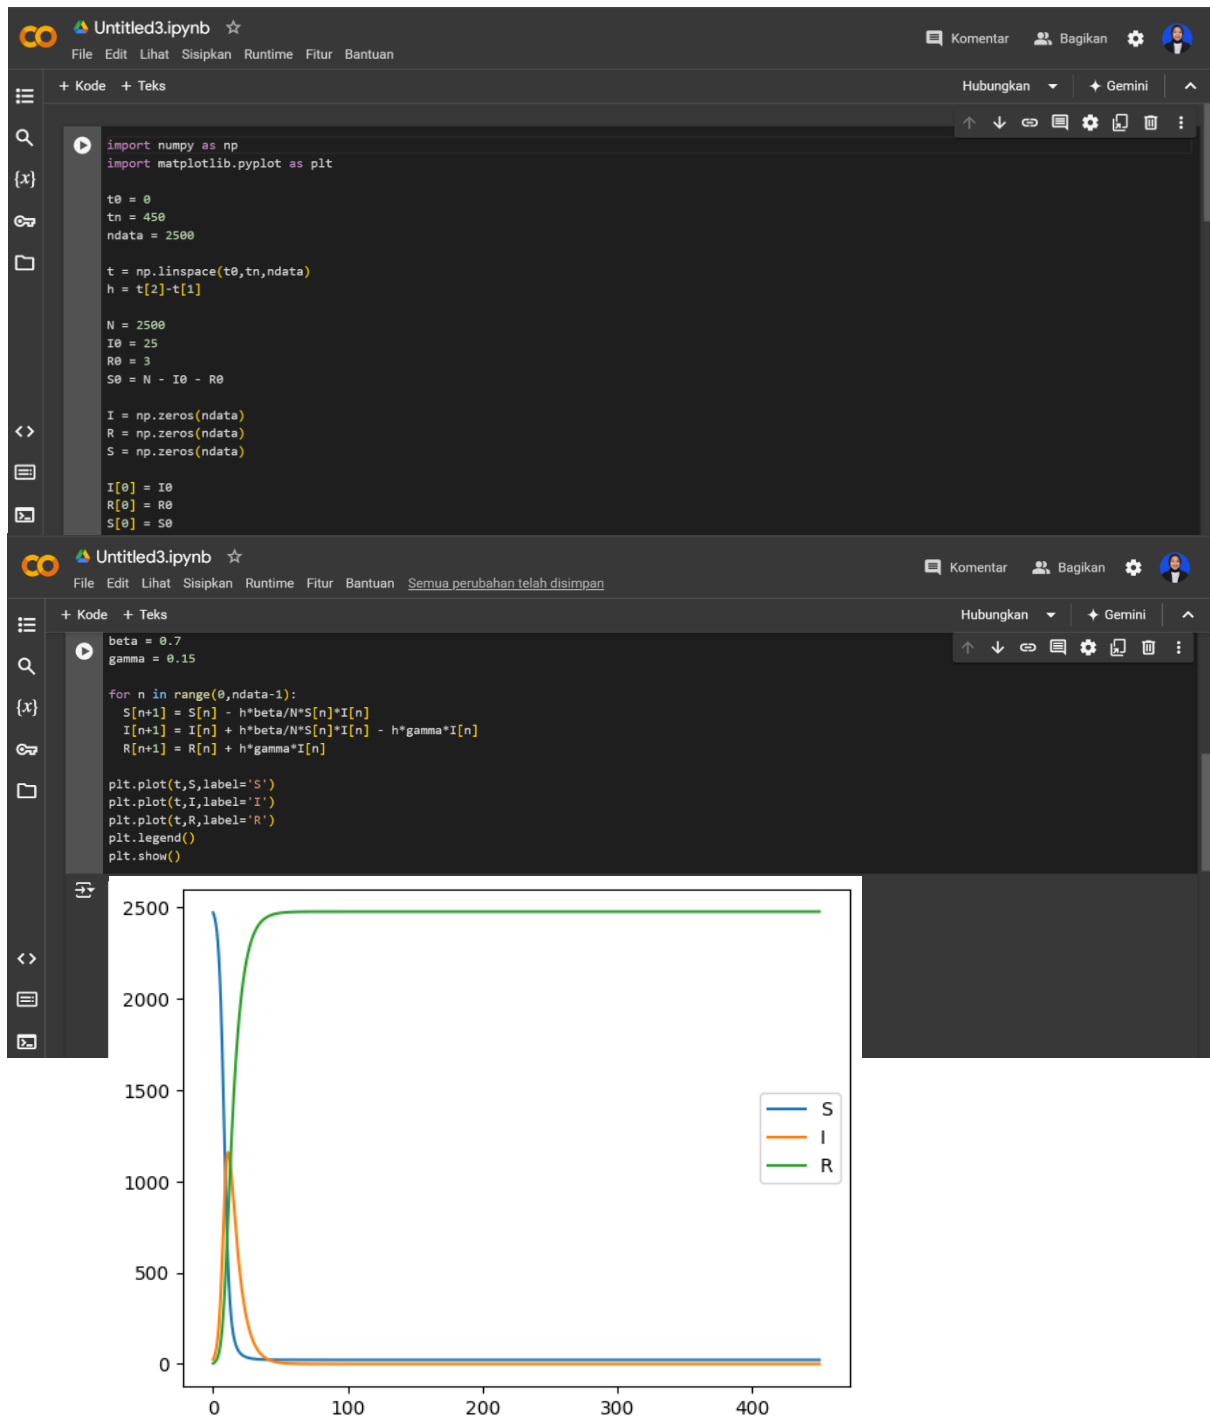 Untitled3.ipynb
File Edit Lihat Sisipkan Runtime Fitur Bantuan
Komentar Bagikan
+ Kode + Teks
Hubungkan Gemini
{x}
import numpy as np
import matplotlib.pyplot as plt
t0 = 0
tn = 450
ndata = 2500
t = np.linspace(t0,tn,ndata)
h = t[2]-t[1]
N = 2500
I0 = 25
R0 = 3
S0 = N - I0 - R0
I = np.zeros(ndata)
R = np.zeros(ndata)
S = np.zeros(ndata)
I[0] = I0
R[0] = R0
S[0] = S0
Untitled3.ipynb
File Edit Lihat Sisipkan Runtime Fitur Bantuan Semua perubahan telah disimpan
Komentar Bagikan
+ Kode + Teks
Hubungkan Gemini
{x}
beta = 0.7
gamma = 0.15
for n in range(0,ndata-1):
S[n+1] = S[n] - h*beta/N*S[n]*I[n]
I[n+1] = I[n] + h*beta/N*S[n]*I[n] - h*gamma*I[n]
R[n+1] = R[n] + h*gamma*I[n]
plt.plot(t,S,label='S')
plt.plot(t,I,label='I')
plt.plot(t,R,label='R')
plt.legend()
plt.show()
2500
2000
1500
1000
500
0
S
I
R
0 100 200 300 400